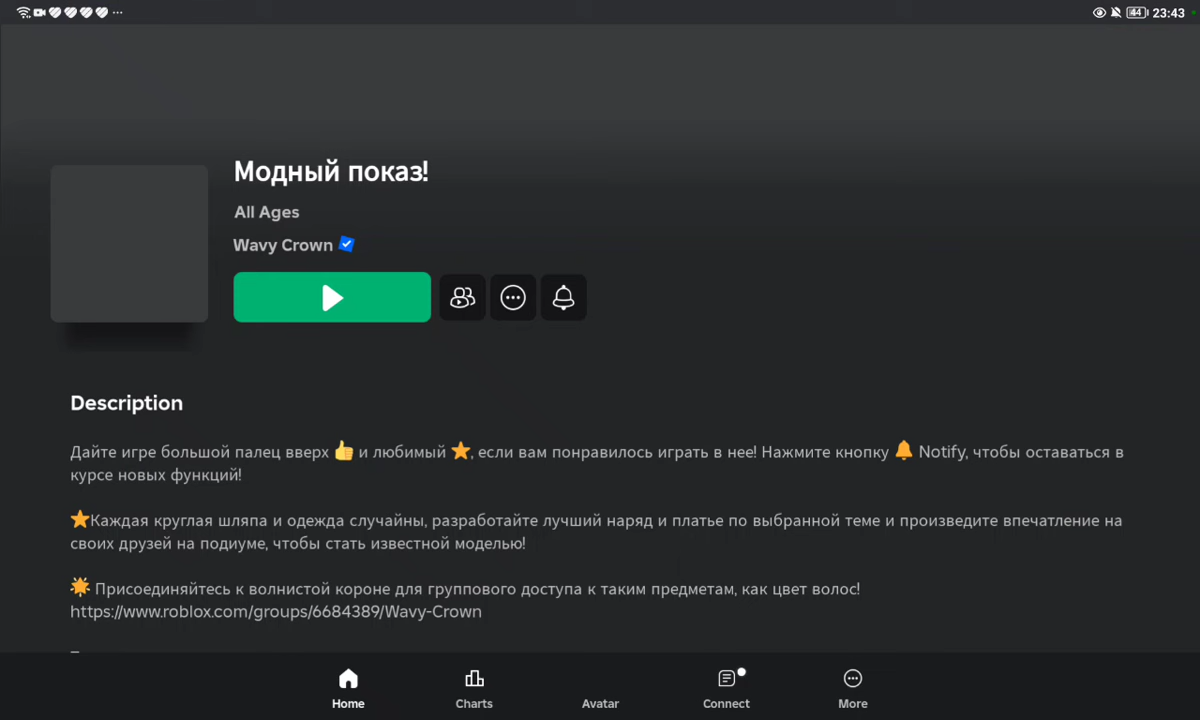 44 23:43
Модный показ!
All Ages
Wavy Crown
Description
Дайте игре большой палец вверх 👍 и любимый ⭐, если вам понравилось играть в нее! Нажмите кнопку 🔔 Notify, чтобы оставаться в
курсе новых функций!
⭐Каждая круглая шляпа и одежда случайны, разработайте лучший наряд и платье по выбранной теме и произведите впечатление на
своих друзей на подиуме, чтобы стать известной моделью!
🌟 Присоединяйтесь к волнистой короне для группового доступа к таким предметам, как цвет волос!
https://www.roblox.com/groups/6684389/Wavy-Crown
Home Charts Avatar Connect More